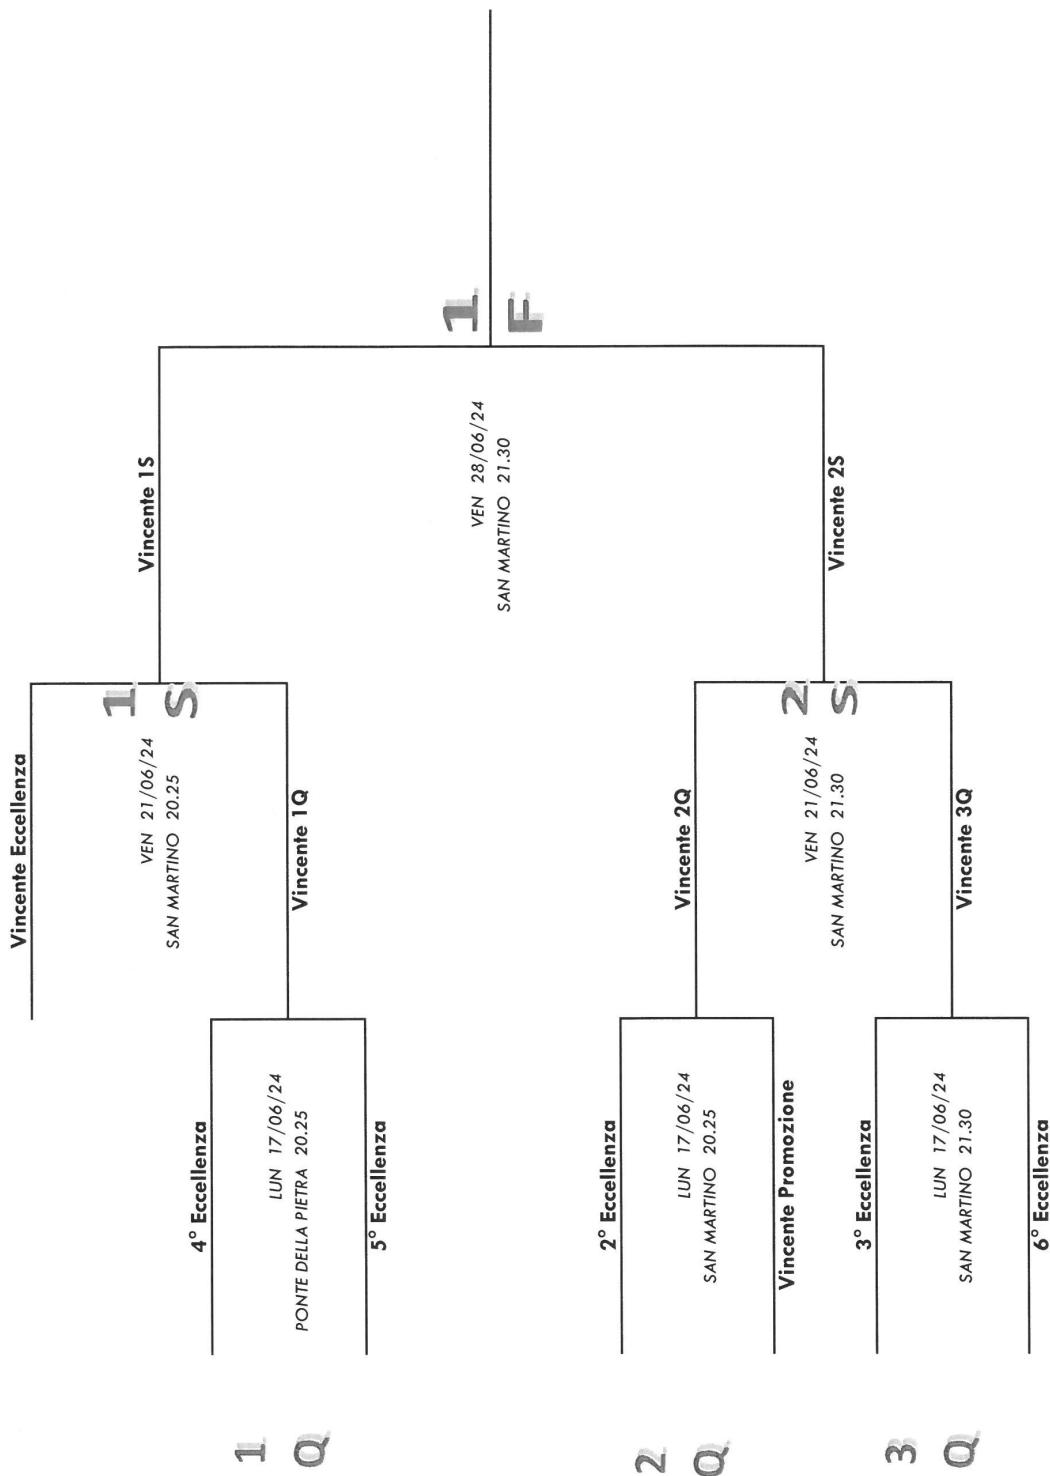 1
Q
4° Eccellenza
LUN 17/06/24
PONTE DELLA PIETRA 20.25
5° Eccellenza
2
Q
2° Eccellenza
LUN 17/06/24
SAN MARTINO 20.25
Vincente Promozione
3
Q
3° Eccellenza
LUN 17/06/24
SAN MARTINO 21.30
6° Eccellenza
Vincente Eccellenza
VEN 21/06/24
SAN MARTINO 20.25
Vincente 1Q
1
S
Vincente 2Q
VEN 21/06/24
SAN MARTINO 21.30
Vincente 3Q
2
S
Vincente 1S
VEN 28/06/24
SAN MARTINO 21.30
Vincente 2S
1
F